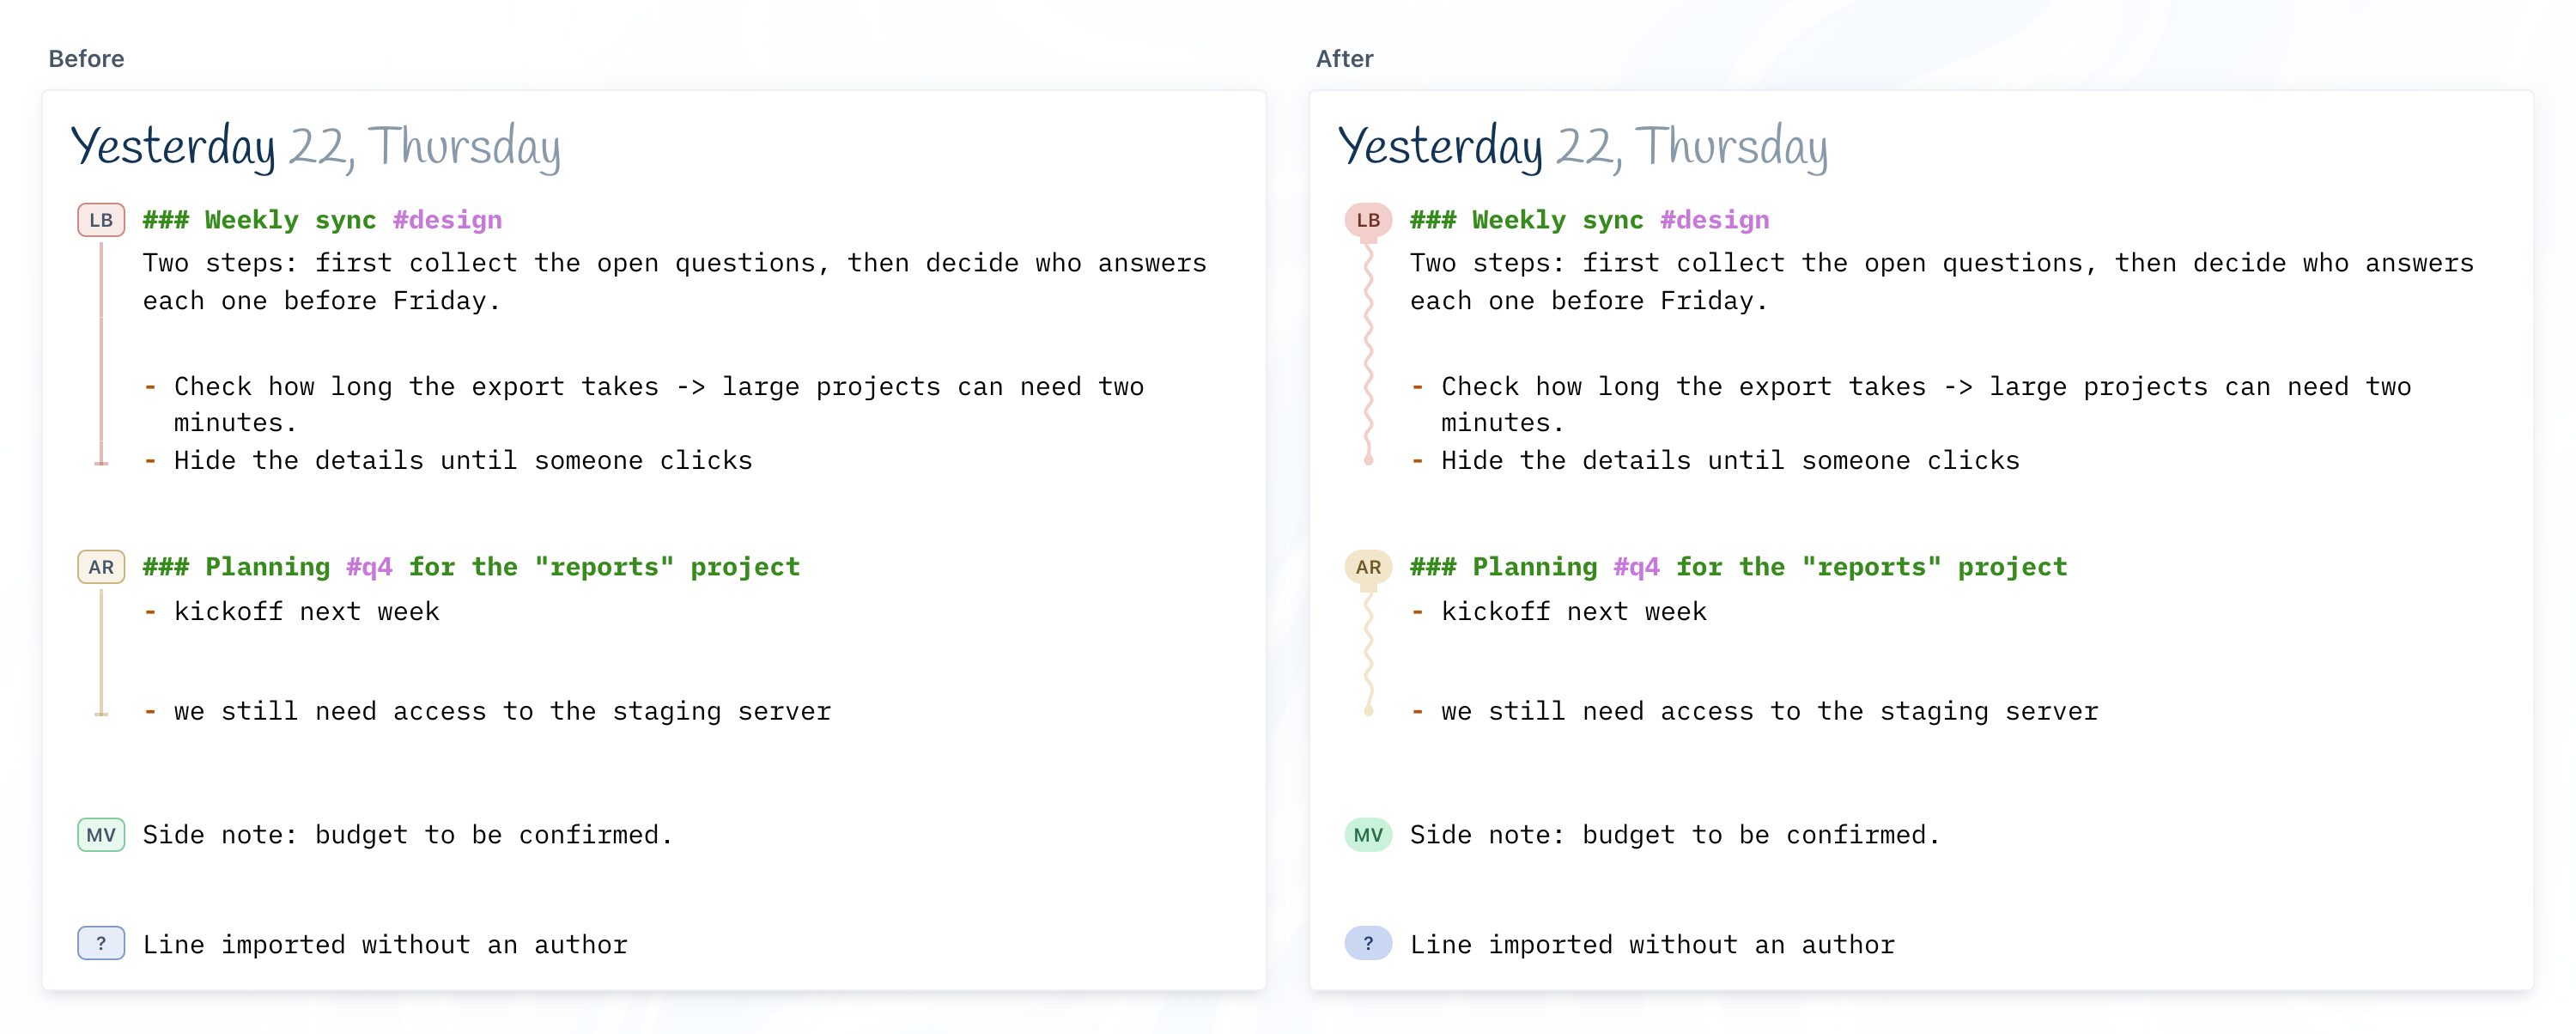 Before
Yesterday 22, Thursday
LB ### Weekly sync #design
Two steps: first collect the open questions, then decide who answers
each one before Friday.
- Check how long the export takes -> large projects can need two
minutes.
- Hide the details until someone clicks
AR ### Planning #q4 for the "reports" project
- kickoff next week
- we still need access to the staging server
MV Side note: budget to be confirmed.
? Line imported without an author
After
Yesterday 22, Thursday
LB ### Weekly sync #design
Two steps: first collect the open questions, then decide who answers
each one before Friday.
- Check how long the export takes -> large projects can need two
minutes.
- Hide the details until someone clicks
AR ### Planning #q4 for the "reports" project
- kickoff next week
- we still need access to the staging server
MV Side note: budget to be confirmed.
? Line imported without an author